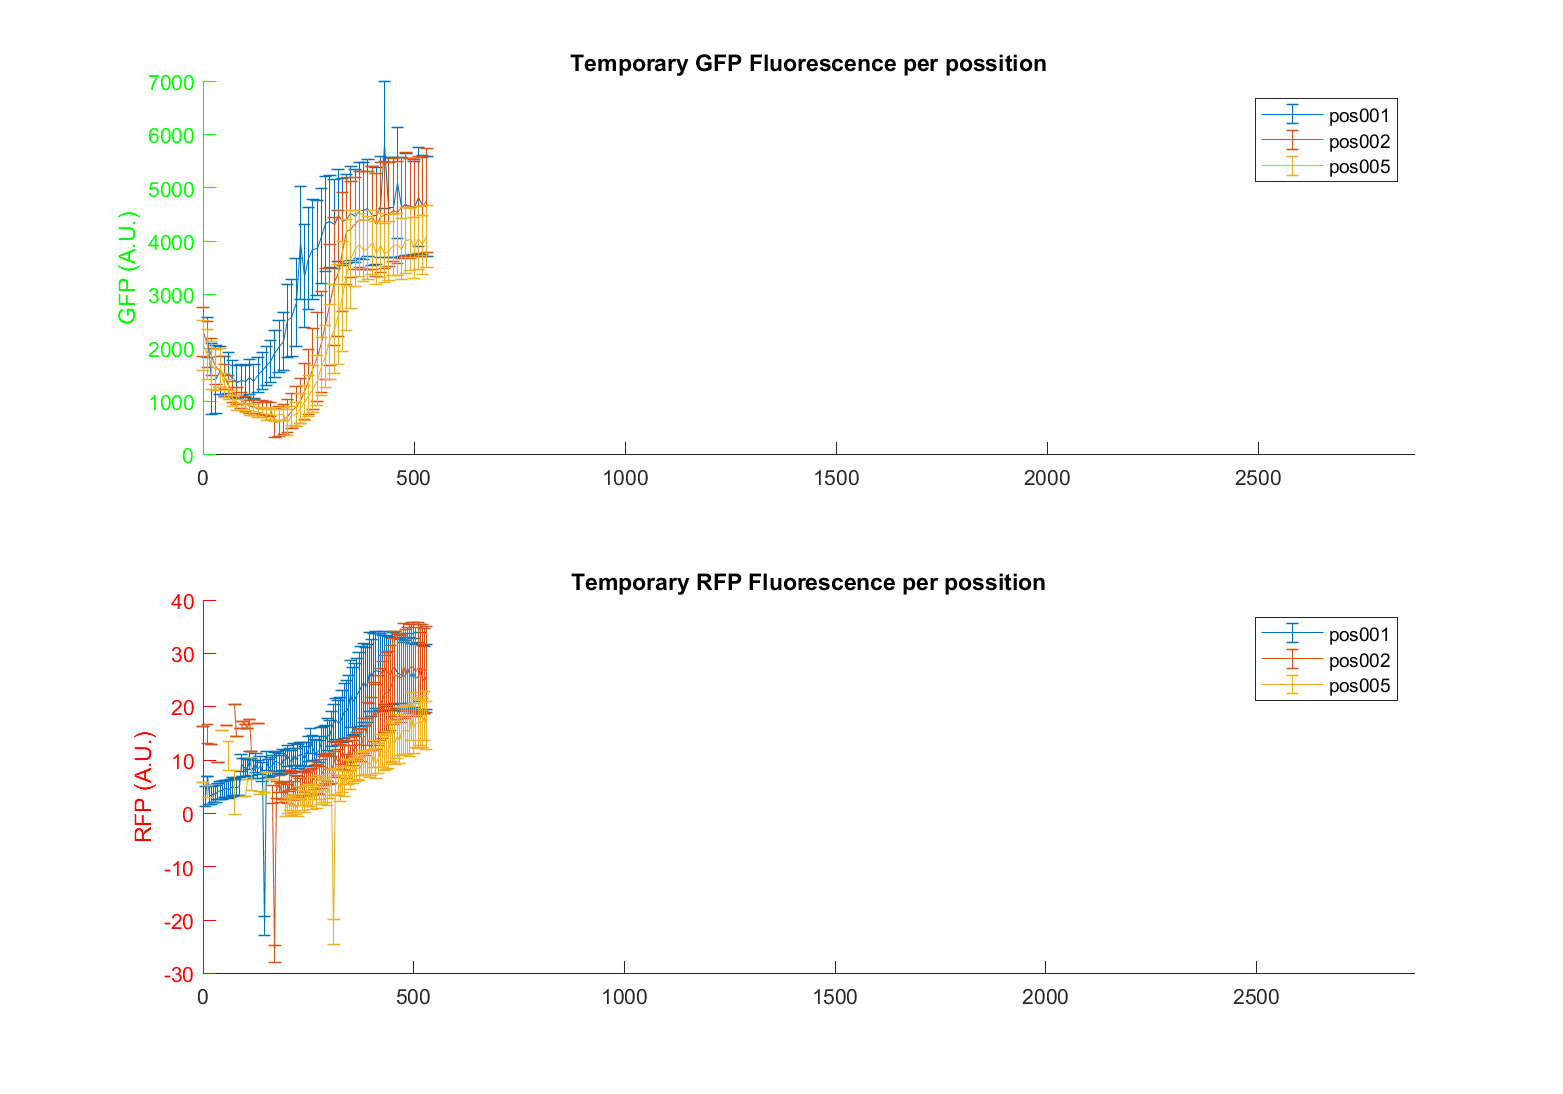 Temporary GFP Fluorescence per possition
7000
6000
5000
4000
3000
2000
1000
0
GFP (A.U.)
pos001
pos002
pos005
0 500 1000 1500 2000 2500
Temporary RFP Fluorescence per possition
40
30
20
10
0
-10
-20
-30
RFP (A.U.)
pos001
pos002
pos005
0 500 1000 1500 2000 2500